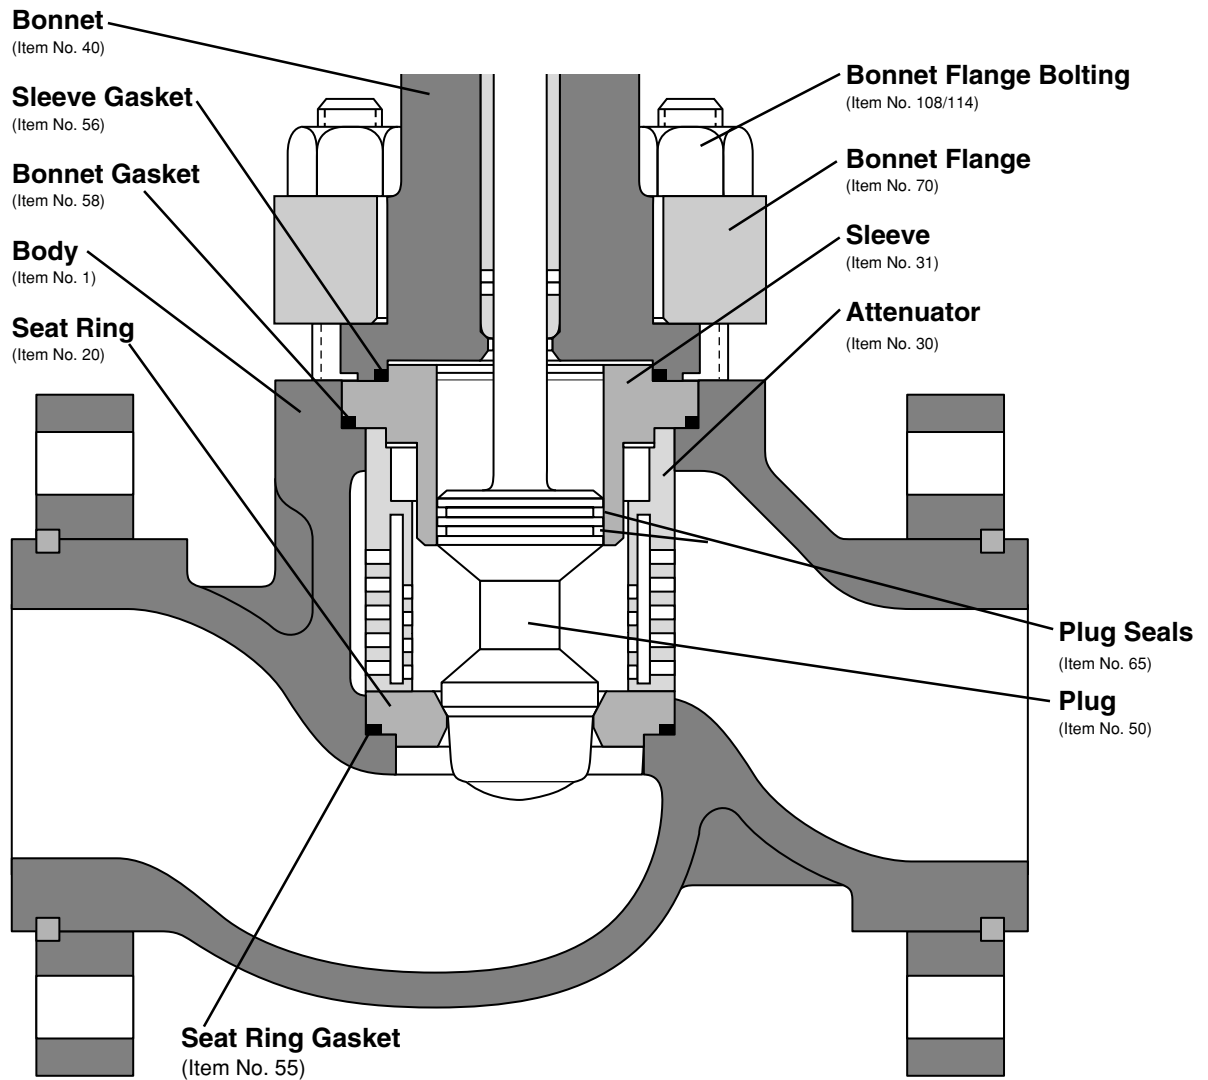 Bonnet
(Item No. 40)
Sleeve Gasket
(Item No. 56)
Bonnet Gasket
(Item No. 58)
Body
(Item No. 1)
Seat Ring
(Item No. 20)
Bonnet Flange Bolting
(Item No. 108/114)
Bonnet Flange
(Item No. 70)
Sleeve
(Item No. 31)
Attenuator
(Item No. 30)
Plug Seals
(Item No. 65)
Plug
(Item No. 50)
Seat Ring Gasket
(Item No. 55)